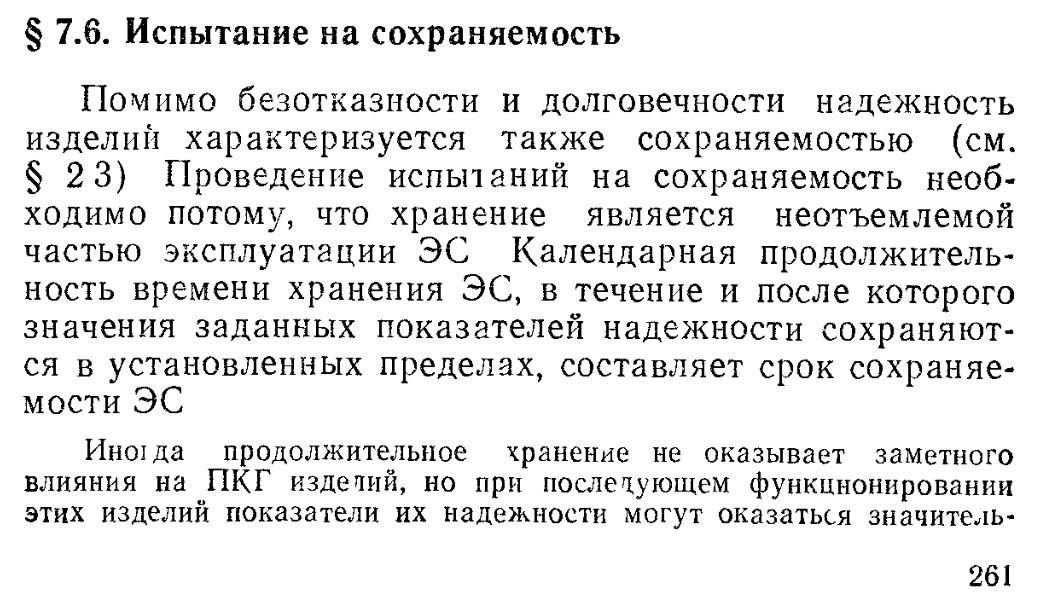 § 7.6. Испытание на сохраняемость
Помимо безотказности и долговечности надежность
изделий характеризуется также сохраняемостью (см.
§ 2 3) Проведение испытаний на сохраняемость необ-
ходимо потому, что хранение является неотъемлемой
частью эксплуатации ЭС Календарная продолжитель-
ность времени хранения ЭС, в течение и после которого
значения заданных показателей надежности сохраняют-
ся в установленных пределах, составляет срок сохраняе-
мости ЭС
Иногда продолжительное хранение не оказывает заметного
влияния на ПКГ изделий, но при последующем функционировании
этих изделий показатели их надежности могут оказаться значитель-
261